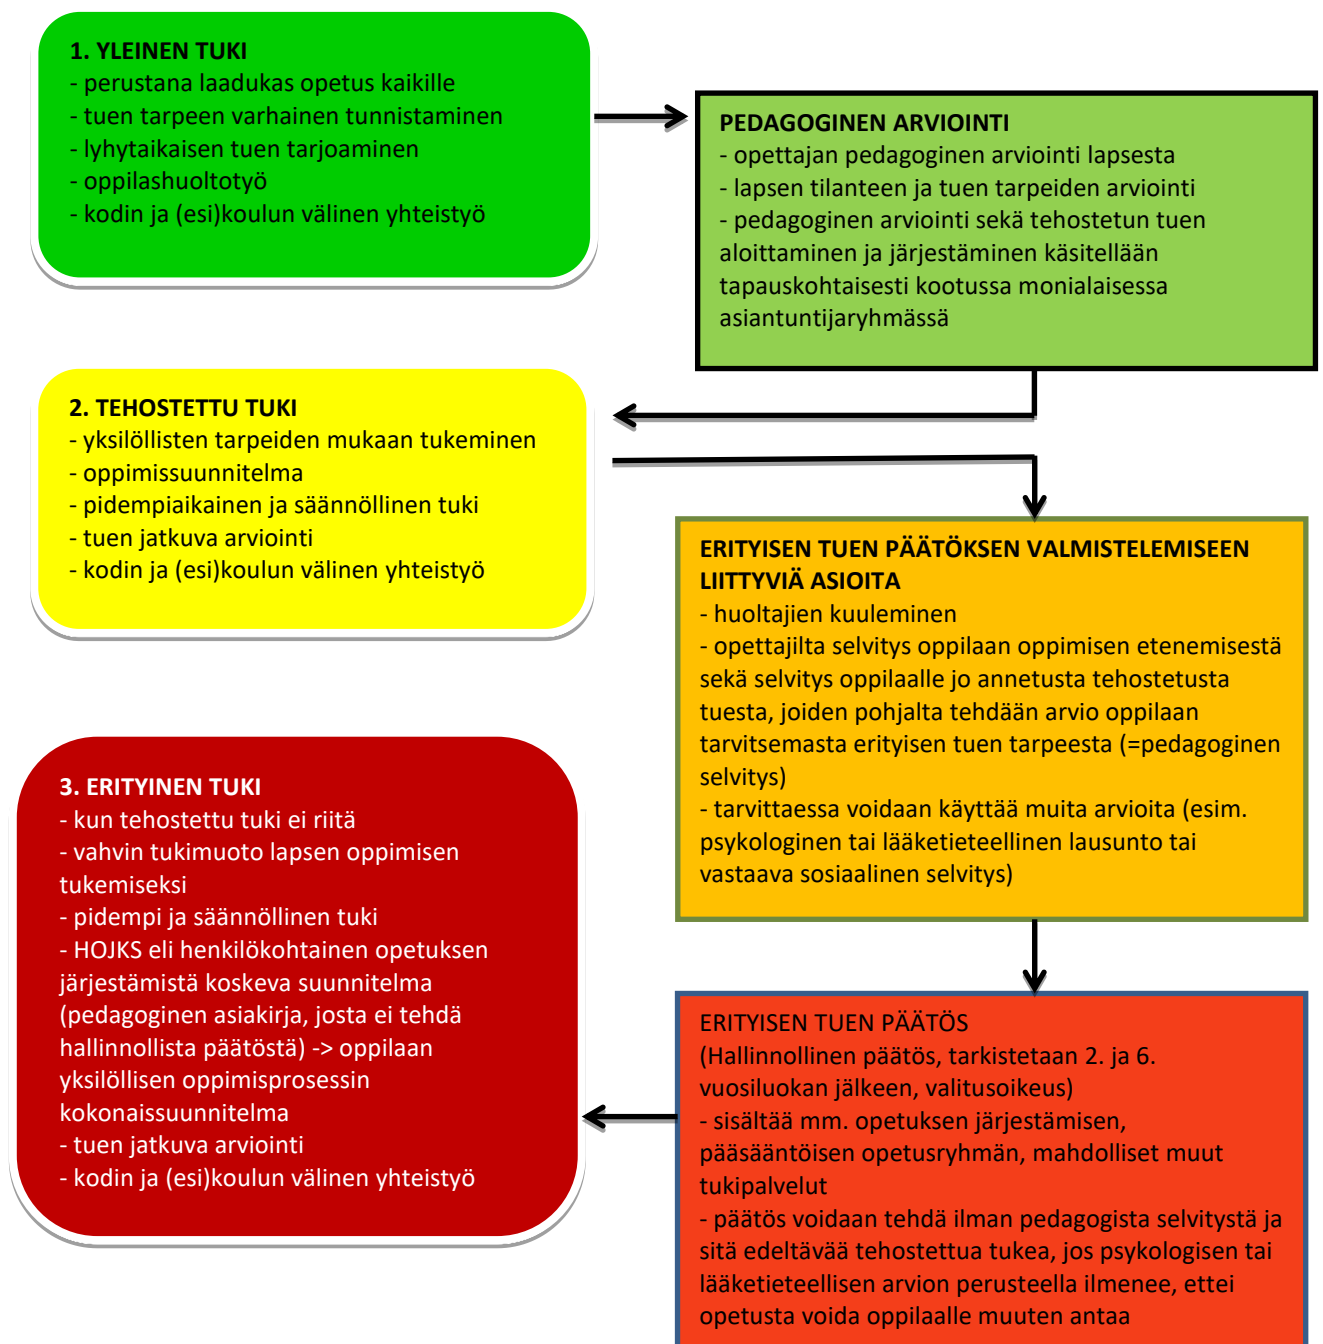 1. YLEINEN TUKI
- perustana laadukas opetus kaikille
- tuen tarpeen varhainen tunnistaminen
- lyhytaikaisen tuen tarjoaminen
- oppilashuoltotyö
- kodin ja (esi)koulun välinen yhteistyö
PEDAGOGINEN ARVIOINTI
- opettajan pedagoginen arviointi lapsesta
- lapsen tilanteen ja tuen tarpeiden arviointi
- pedagoginen arviointi sekä tehostetun tuen
aloittaminen ja järjestäminen käsitellään
tapauskohtaisesti kootussa monialaisessa
asiantuntijaryhmässä
2. TEHOSTETTU TUKI
- yksilöllisten tarpeiden mukaan tukeminen
- oppimissuunnitelma
- pidempiaikainen ja säännöllinen tuki
- tuen jatkuva arviointi
- kodin ja (esi)koulun välinen yhteistyö
ERITYISEN TUEN PÄÄTÖKSEN VALMISTELEMISEEN
LIITTYVIÄ ASIOITA
- huoltajien kuuleminen
- opettajilta selvitys oppilaan oppimisen etenemisestä
sekä selvitys oppilaalle jo annetusta tehostetusta
tuesta, joiden pohjalta tehdään arvio oppilaan
tarvitsemasta erityisen tuen tarpeesta (=pedagoginen
selvitys)
- tarvittaessa voidaan käyttää muita arvioita (esim.
psykologinen tai lääketieteellinen lausunto tai
vastaava sosiaalinen selvitys)
3. ERITYINEN TUKI
- kun tehostettu tuki ei riitä
- vahvin tukimuoto lapsen oppimisen
tukemiseksi
- pidempi ja säännöllinen tuki
- HOJKS eli henkilökohtainen opetuksen
järjestämistä koskeva suunnitelma
(pedagoginen asiakirja, josta ei tehdä
hallinnollista päätöstä) -> oppilaan
yksilöllisen oppimisprosessin
kokonaissuunnitelma
- tuen jatkuva arviointi
- kodin ja (esi)koulun välinen yhteistyö
ERITYISEN TUEN PÄÄTÖS
(Hallinnollinen päätös, tarkistetaan 2. ja 6.
vuosiluokan jälkeen, valitusoikeus)
- sisältää mm. opetuksen järjestämisen,
pääsääntöisen opetusryhmän, mahdolliset muut
tukipalvelut
- päätös voidaan tehdä ilman pedagogista selvitystä ja
sitä edeltävää tehostettua tukea, jos psykologisen tai
lääketieteellisen arvion perusteella ilmenee, ettei
opetusta voida oppilaalle muuten antaa